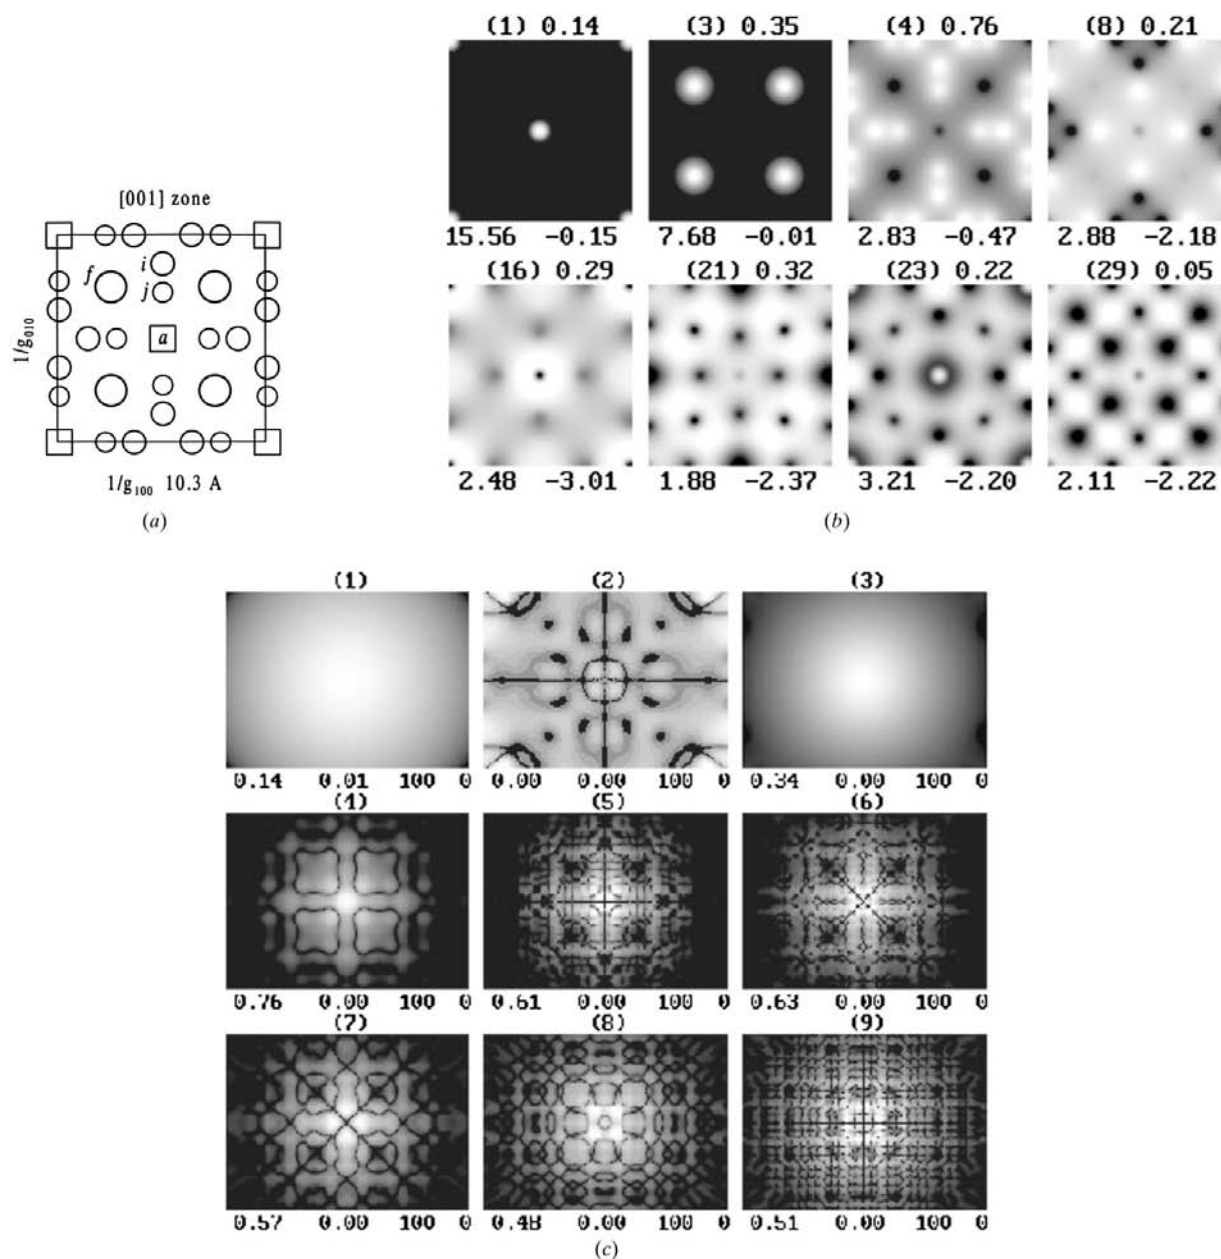 [001] zone
f
i
j
a
1/g010
1/g100 10.3 A
(a)
(1) 0.14
(3) 0.35
(4) 0.76
(8) 0.21
15.56 -0.15
7.68 -0.01
2.83 -0.47
2.88 -2.18
(16) 0.29
(21) 0.32
(23) 0.22
(29) 0.05
2.48 -3.01
1.88 -2.37
3.21 -2.20
2.11 -2.22
(b)
(1)
(2)
(3)
0.14 0.01 100 0
0.00 0.00 100 0
0.34 0.00 100 0
(4)
(5)
(6)
0.76 0.00 100 0
0.61 0.00 100 0
0.63 0.00 100 0
(7)
(8)
(9)
0.57 0.00 100 0
0.48 0.00 100 0
0.51 0.00 100 0
(c)